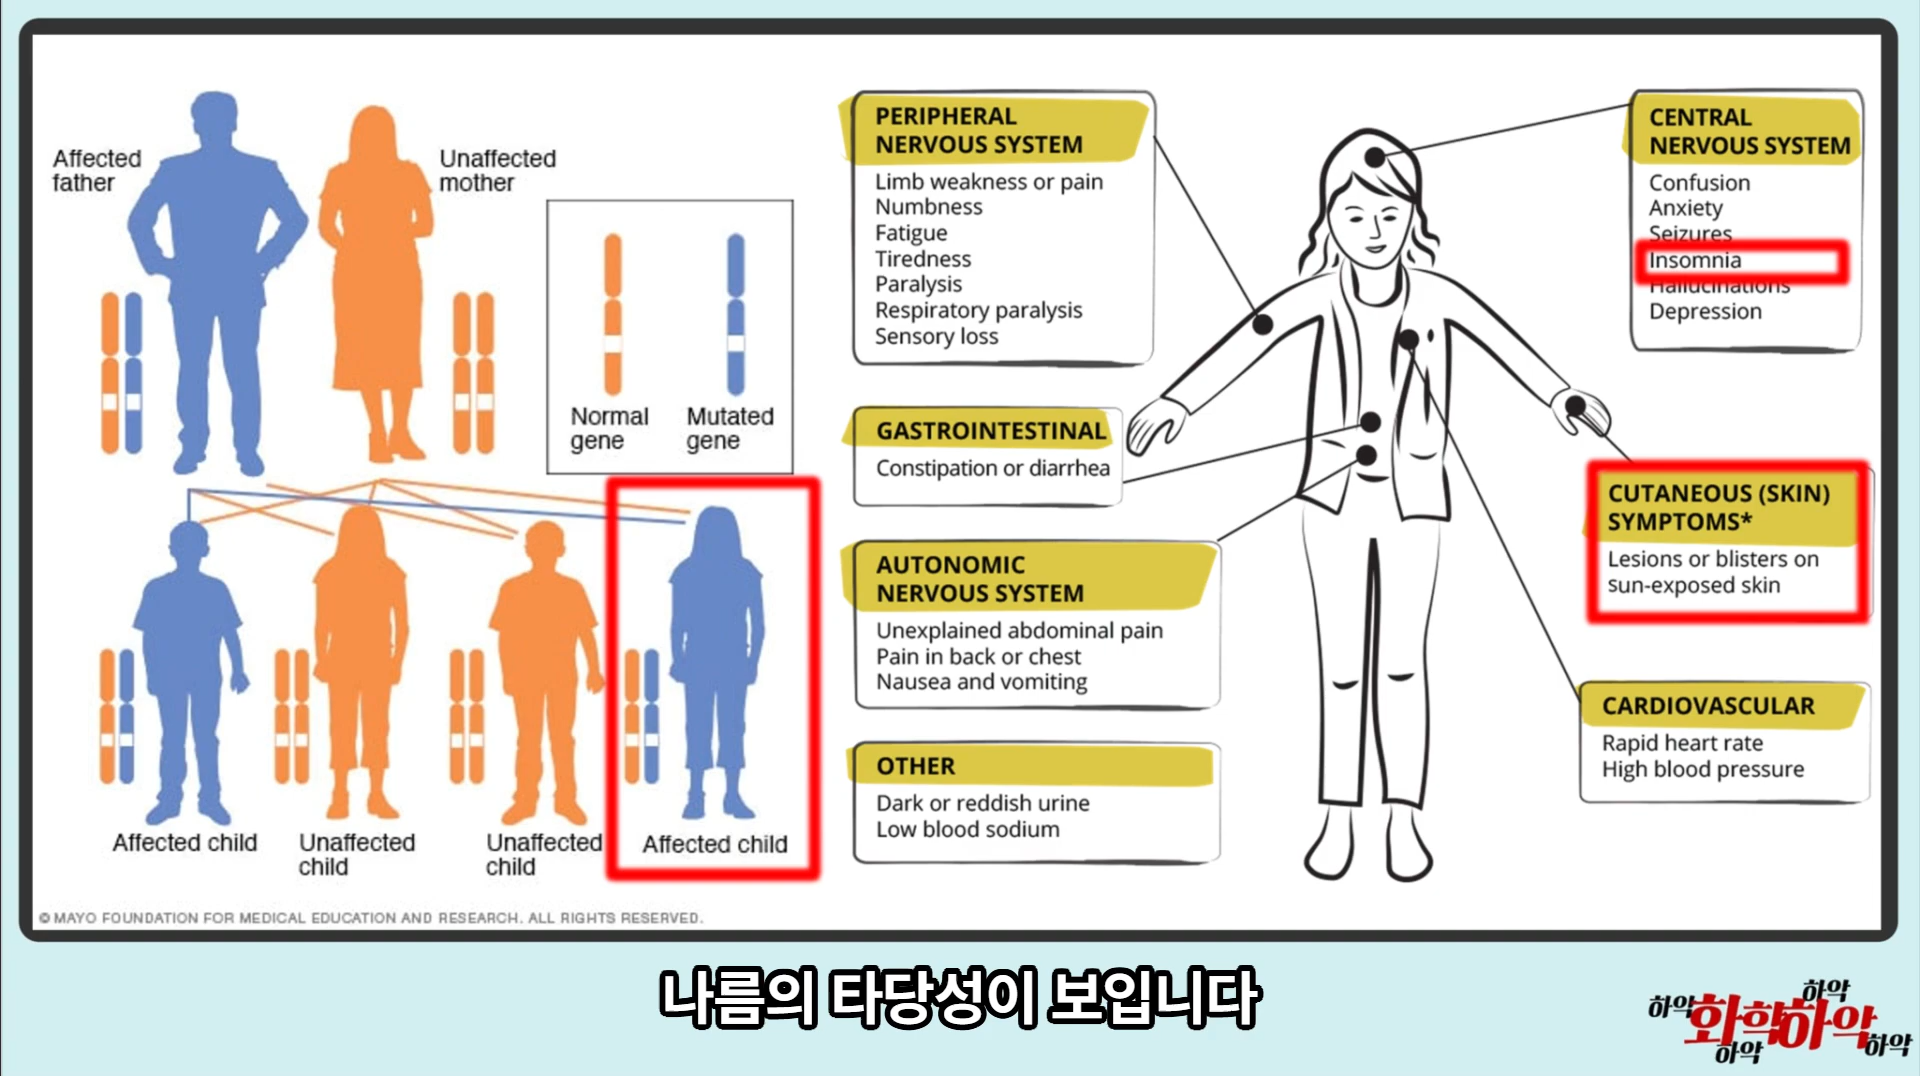 Affected
father
Unaffected
mother
Normal
gene
Mutated
gene
Affected child
Unaffected
child
Unaffected
child
Affected child
© MAYO FOUNDATION FOR MEDICAL EDUCATION AND RESEARCH. ALL RIGHTS RESERVED.
PERIPHERAL
NERVOUS SYSTEM
Limb weakness or pain
Numbness
Fatigue
Tiredness
Paralysis
Respiratory paralysis
Sensory loss
GASTROINTESTINAL
Constipation or diarrhea
AUTONOMIC
NERVOUS SYSTEM
Unexplained abdominal pain
Pain in back or chest
Nausea and vomiting
OTHER
Dark or reddish urine
Low blood sodium
CENTRAL
NERVOUS SYSTEM
Confusion
Anxiety
Seizures
Insomnia
Hallucinations
Depression
CUTANEOUS (SKIN)
SYMPTOMS*
Lesions or blisters on
sun-exposed skin
CARDIOVASCULAR
Rapid heart rate
High blood pressure
나름의 타당성이 보입니다
하악
하악
화학하악
하악
하악